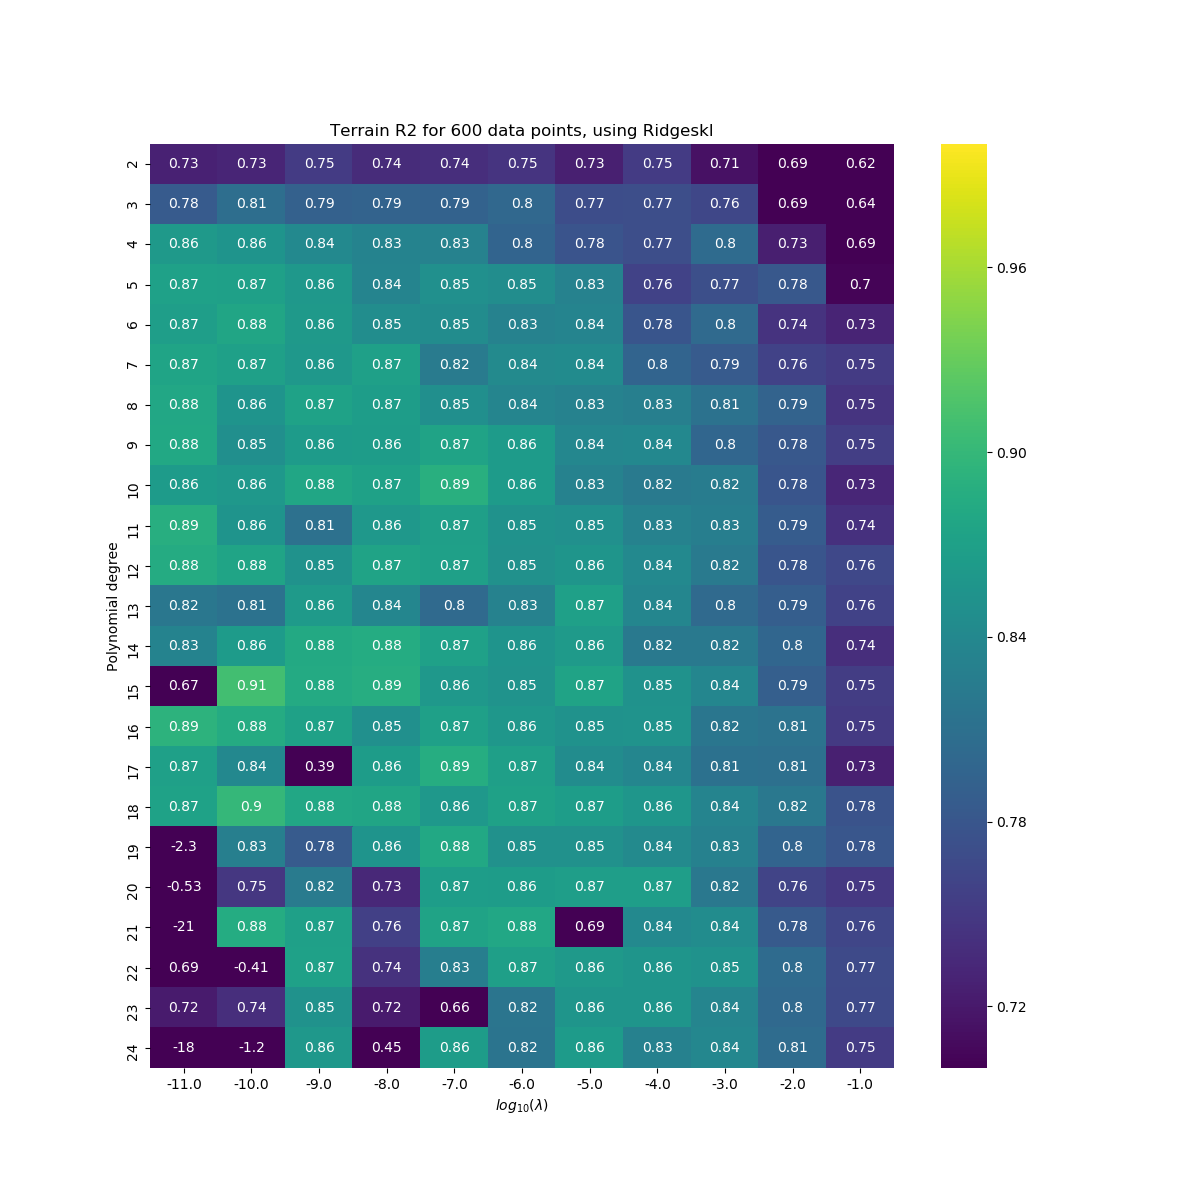 Terrain R2 for 600 data points, using Ridgeskl
2 0.73 0.73 0.75 0.74 0.74 0.75 0.73 0.75 0.71 0.69 0.62
3 0.78 0.81 0.79 0.79 0.79 0.8 0.77 0.77 0.76 0.69 0.64
4 0.86 0.86 0.84 0.83 0.83 0.8 0.78 0.77 0.8 0.73 0.69
5 0.87 0.87 0.86 0.84 0.85 0.85 0.83 0.76 0.77 0.78 0.7
6 0.87 0.88 0.86 0.85 0.85 0.83 0.84 0.78 0.8 0.74 0.73
7 0.87 0.87 0.86 0.87 0.82 0.84 0.84 0.8 0.79 0.76 0.75
8 0.88 0.86 0.87 0.87 0.85 0.84 0.83 0.83 0.81 0.79 0.75
9 0.88 0.85 0.86 0.86 0.87 0.86 0.84 0.84 0.8 0.78 0.75
10 0.86 0.86 0.88 0.87 0.89 0.86 0.83 0.82 0.82 0.78 0.73
11 0.89 0.86 0.81 0.86 0.87 0.85 0.85 0.83 0.83 0.79 0.74
12 0.88 0.88 0.85 0.87 0.87 0.85 0.86 0.84 0.82 0.78 0.76
13 0.82 0.81 0.86 0.84 0.8 0.83 0.87 0.84 0.8 0.79 0.76
14 0.83 0.86 0.88 0.88 0.87 0.86 0.86 0.82 0.82 0.8 0.74
15 0.67 0.91 0.88 0.89 0.86 0.85 0.87 0.85 0.84 0.79 0.75
16 0.89 0.88 0.87 0.85 0.87 0.86 0.85 0.85 0.82 0.81 0.75
17 0.87 0.84 0.39 0.86 0.89 0.87 0.84 0.84 0.81 0.81 0.73
18 0.87 0.9 0.88 0.88 0.86 0.87 0.87 0.86 0.84 0.82 0.78
19 -2.3 0.83 0.78 0.86 0.88 0.85 0.85 0.84 0.83 0.8 0.78
20 -0.53 0.75 0.82 0.73 0.87 0.86 0.87 0.87 0.82 0.76 0.75
21 -21 0.88 0.87 0.76 0.87 0.88 0.69 0.84 0.84 0.78 0.76
22 0.69 -0.41 0.87 0.74 0.83 0.87 0.86 0.86 0.85 0.8 0.77
23 0.72 0.74 0.85 0.72 0.66 0.82 0.86 0.86 0.84 0.8 0.77
24 -18 -1.2 0.86 0.45 0.86 0.82 0.86 0.83 0.84 0.81 0.75
-11.0 -10.0 -9.0 -8.0 -7.0 -6.0 -5.0 -4.0 -3.0 -2.0 -1.0
log₁₀(λ)
Polynomial degree
0.96
0.90
0.84
0.78
0.72